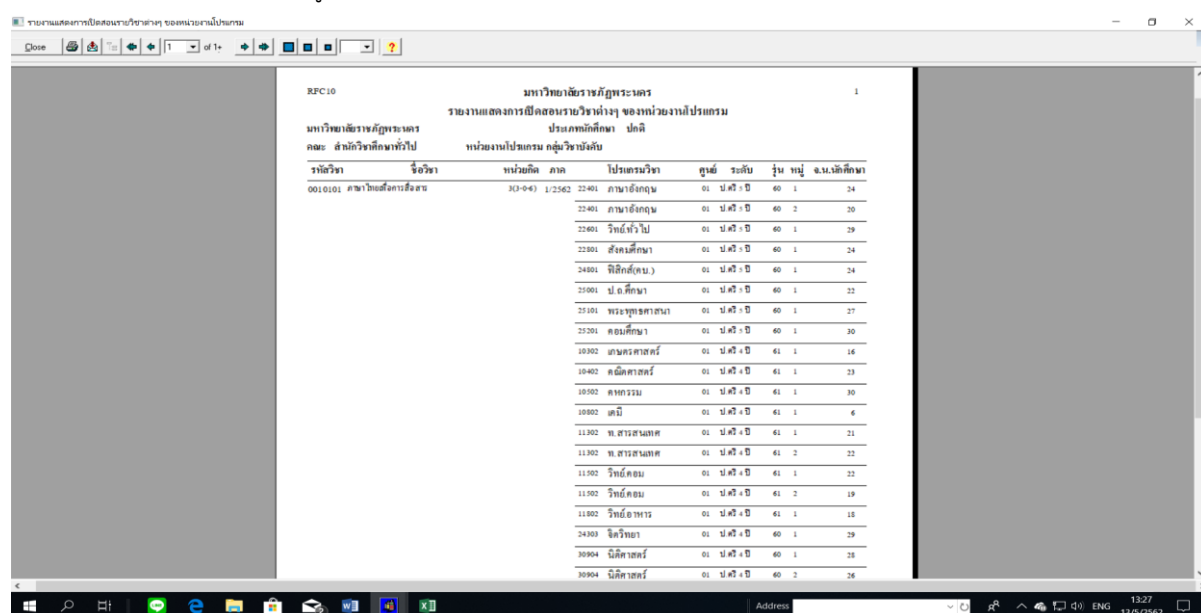 รายงานแสดงการเปิดสอนรายวิชาต่างๆ ของหน่วยงานโปรแกรม
Close 1 of 1+ ?
RPC10 มหาวิทยาลัยราชภัฏพระนคร 1
รายงานแสดงการเปิดสอนรายวิชาต่างๆ ของหน่วยงานโปรแกรม
มหาวิทยาลัยราชภัฏพระนคร ประเภทนักศึกษา ปกติ
คณะ สำนักวิชาศึกษาทั่วไป หน่วยงานโปรแกรม กลุ่มวิชาบังคับ
รหัสวิชา ชื่อวิชา หน่วยกิต ภาค โปรแกรมวิชา ศูนย์ ระดับ รุ่น หมู่ จ.น.นักศึกษา
0010101 ภาษาไทยเพื่อการสื่อสาร 3(3-0-6) 1/2562 22401 ภาษาอังกฤษ 01 ป.ตรี 5 ปี 60 1 24
22401 ภาษาอังกฤษ 01 ป.ตรี 5 ปี 60 2 20
22601 วิทย์ทั่วไป 01 ป.ตรี 5 ปี 60 1 29
22801 สังคมศึกษา 01 ป.ตรี 5 ปี 60 1 24
24801 ฟิสิกส์(คบ.) 01 ป.ตรี 5 ปี 60 1 24
25001 ป.ถ.ศึกษา 01 ป.ตรี 5 ปี 60 1 22
25101 พระพุทธศาสนา 01 ป.ตรี 5 ปี 60 1 27
25201 คอมศึกษา 01 ป.ตรี 5 ปี 60 1 30
10302 เกษตรศาสตร์ 01 ป.ตรี 4 ปี 61 1 16
10402 คณิตศาสตร์ 01 ป.ตรี 4 ปี 61 1 23
10502 คหกรรม 01 ป.ตรี 4 ปี 61 1 30
10802 เคมี 01 ป.ตรี 4 ปี 61 1 6
11302 ท.สารสนเทศ 01 ป.ตรี 4 ปี 61 1 21
11302 ท.สารสนเทศ 01 ป.ตรี 4 ปี 61 2 22
11502 วิทย์คอม 01 ป.ตรี 4 ปี 61 1 22
11502 วิทย์คอม 01 ป.ตรี 4 ปี 61 2 19
11802 วิทย์อาหาร 01 ป.ตรี 4 ปี 61 1 18
24303 จิตวิทยา 01 ป.ตรี 4 ปี 60 1 29
30904 นิติศาสตร์ 01 ป.ตรี 4 ปี 60 1 28
30904 นิติศาสตร์ 01 ป.ตรี 4 ปี 60 2 26
Address ENG 13:27
13/5/2562